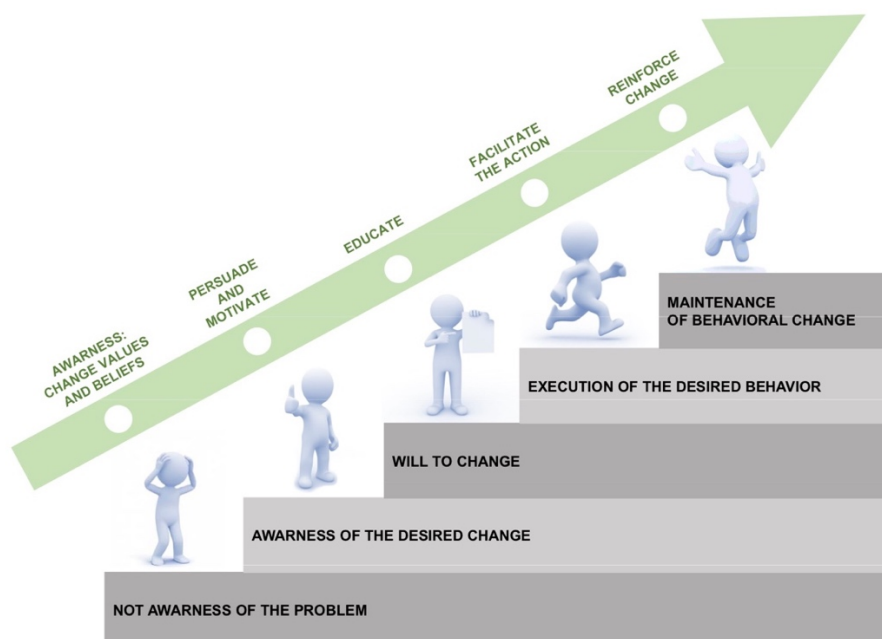 REINFORCE
CHANGE
FACILITATE
THE ACTION
EDUCATE
PERSUADE
AND
MOTIVATE
AWARNESS:
CHANGE VALUES
AND BELIEFS
MAINTENANCE
OF BEHAVIORAL CHANGE
EXECUTION OF THE DESIRED BEHAVIOR
WILL TO CHANGE
AWARNESS OF THE DESIRED CHANGE
NOT AWARNESS OF THE PROBLEM